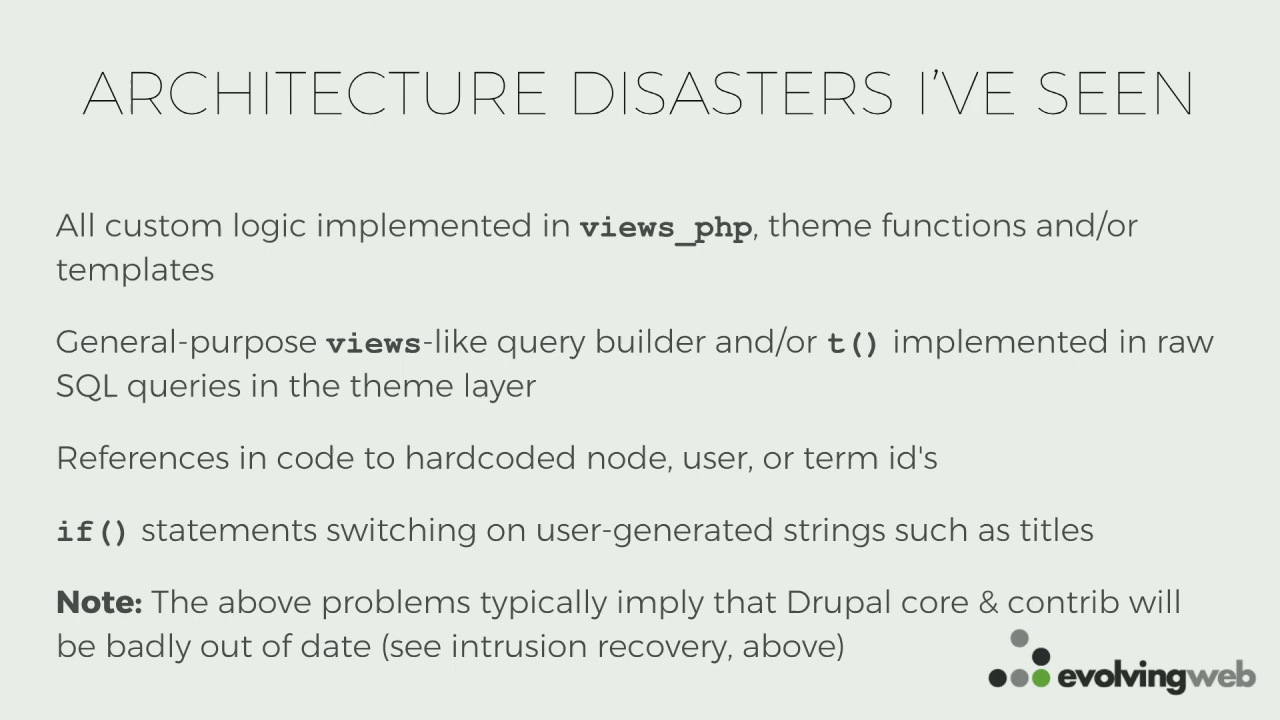 ARCHITECTURE DISASTERS I’VE SEEN
All custom logic implemented in views_php, theme functions and/or
templates
General-purpose views-like query builder and/or t() implemented in raw
SQL queries in the theme layer
References in code to hardcoded node, user, or term id's
if() statements switching on user-generated strings such as titles
Note: The above problems typically imply that Drupal core & contrib will
be badly out of date (see intrusion recovery, above)
evolvingweb